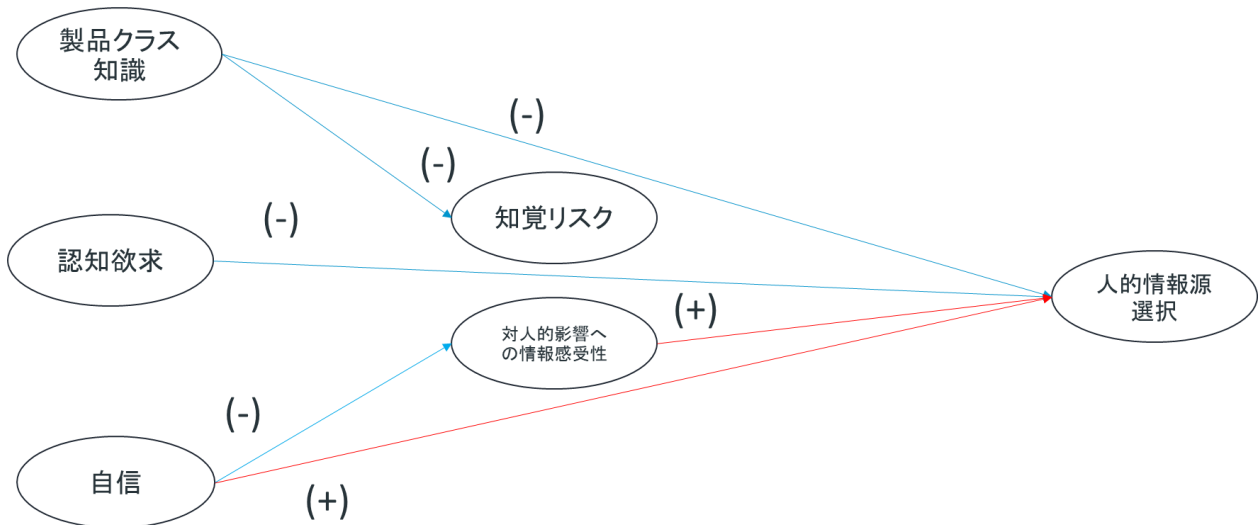 製品クラス
知識
(-)
(-)
知覚リスク
(-)
認知欲求
人的情報源
選択
(+)
対人的影響へ
の情報感受性
(-)
自信
(+)